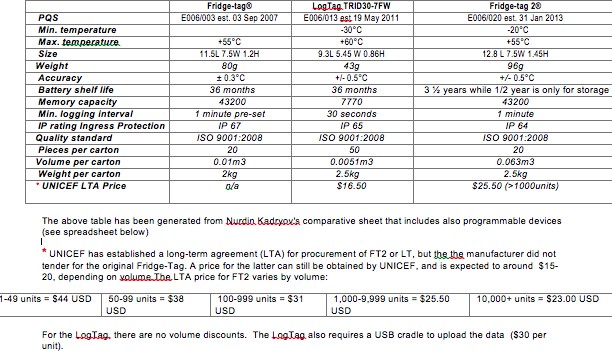 Fridge-tag® LogTag TRID30-7FW Fridge-tag 2®
PQS E006/003 est. 03 Sep 2007 E006/013 est 19 May 2011 E006/020 est. 31 Jan 2013
Min. temperature -30°C -20°C
Max. temperature +55°C +60°C +55°C
Size 11.5L 7.5W 1.2H 9.3L 5.45 W 0.86H 12.8 L 7.5W 1.45H
Weight 80g 43g 96g
Accuracy ± 0.3°C +/- 0.5°C +/- 0.5°C
Battery shelf life 36 months 36 months 3 ½ years while 1/2 year is only for storage
Memory capacity 43200 7770 43200
Min. logging interval 1 minute pre-set 30 seconds 1 minute
IP rating Ingress Protection IP 67 IP 65 IP 64
Quality standard ISO 9001:2008 ISO 9001:2008 ISO 9001:2008
Pieces per carton 20 50 20
Volume per carton 0.01m3 0.0051m3 0.063m3
Weight per carton 2kg 2.5kg 2.5kg
* UNICEF LTA Price n/a $16.50 $25.50 (>1000units)
The above table has been generated from Nurdin Kadryov's comparative sheet that includes also programmable devices
(see spreadsheet below)
* UNICEF has established a long-term agreement (LTA) for procurement of FT2 or LT, but the the manufacturer did not
tender for the original Fridge-Tag. A price for the latter can still be obtained by UNICEF, and is expected to around $15-
20, depending on volume.The LTA price for FT2 varies by volume:
1-49 units = $44 USD 50-99 units = $38 100-999 units = $31 1,000-9,999 units = $25.50 10,000+ units = $23.00 USD
USD USD USD
For the LogTag, there are no volume discounts. The LogTag also requires a USB cradle to upload the data ($30 per
unit).